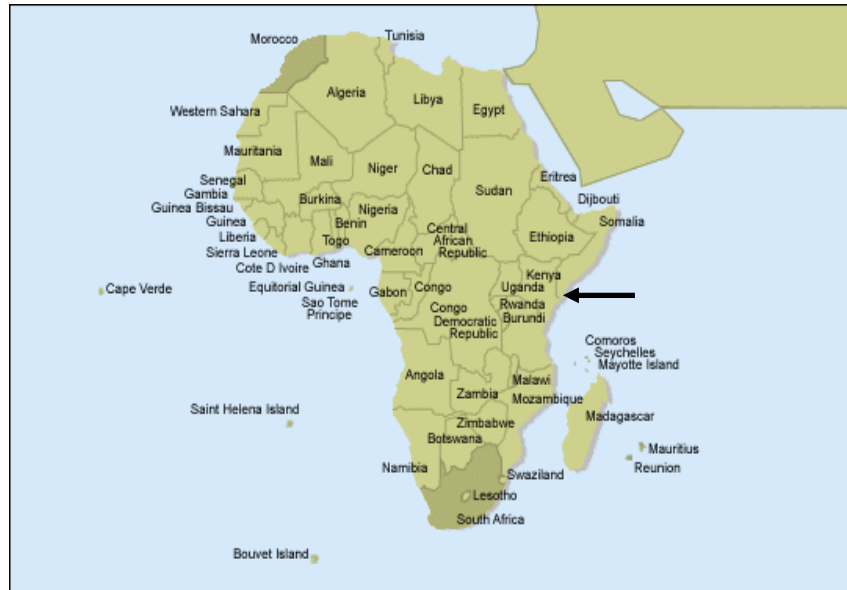 Morocco
Tunisia
Algeria
Libya
Egypt
Western Sahara
Mauritania
Mali
Niger
Chad
Sudan
Eritrea
Djibouti
Somalia
Senegal
Gambia
Guinea Bissau
Guinea
Liberia
Sierra Leone
Cote D Ivoire
Burkina
Benin
Togo
Ghana
Nigeria
Cameroon
Central
African
Republic
Ethiopia
Kenya
Uganda
Rwanda
Burundi
Cape Verde
Equitorial Guinea
Sao Tome
Principe
Gabon
Congo
Congo
Democratic
Republic
Comoros
Seychelles
Mayotte Island
Angola
Zambia
Malawi
Mozambique
Madagascar
Saint Helena Island
Zimbabwe
Botswana
Namibia
Mauritius
Reunion
Swaziland
Lesotho
South Africa
Bouvet Island